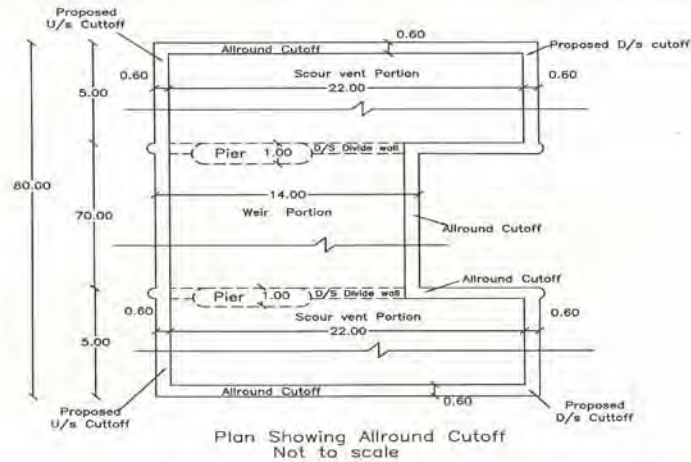 Proposed
U/s Cuttoff
0.60
Allround Cutoff
Proposed D/s cutoff
0.60
Scour vent Portion
0.60
22.00
5.00
Pier 1.00 D/S Divide wall
80.00
14.00
70.00
Weir Portion
Allround Cutoff
Allround Cutoff
Pier 1.00 D/S Divide wall
0.60
Scour vent Portion
0.60
22.00
5.00
Allround Cutoff
0.60
Proposed
U/s Cuttoff
Proposed
D/s Cuttoff
Plan Showing Allround Cutoff
Not to scale